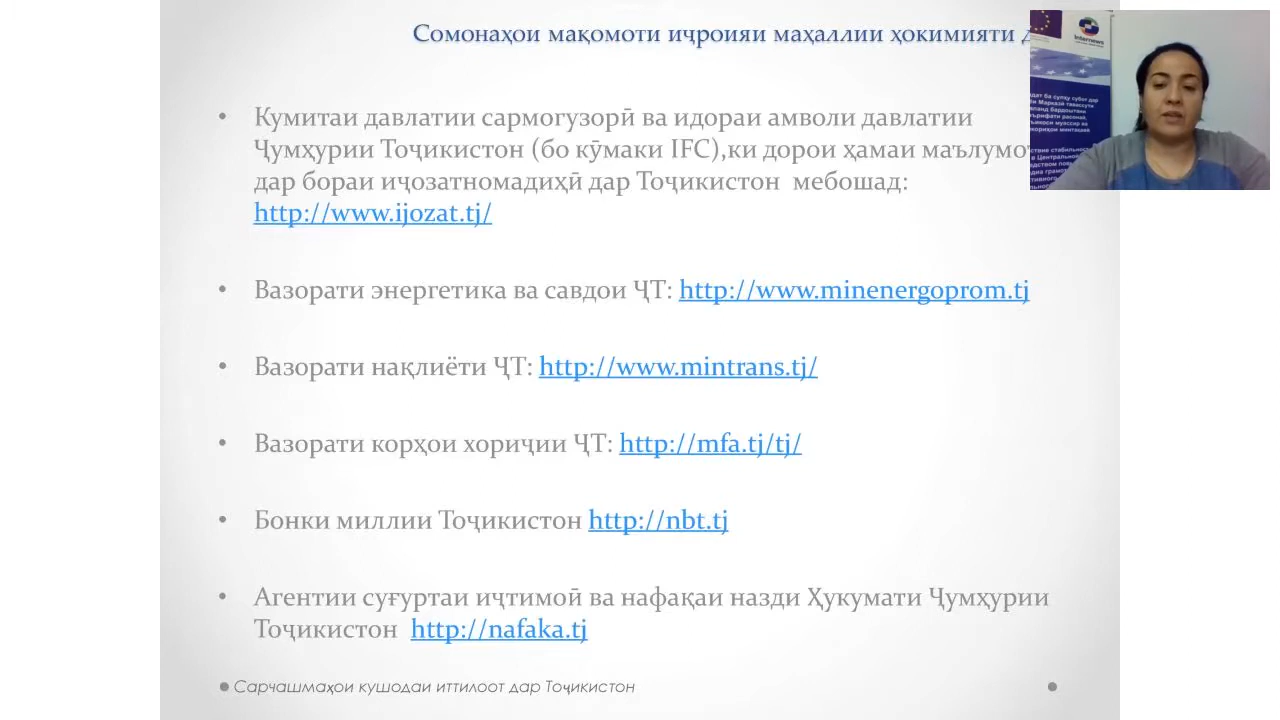 Сомонаҳои мақомоти иҷроияи маҳаллии ҳокимияти
• Кумитаи давлатии сармогузорӣ ва идораи амволи давлатии
Ҷумҳурии Тоҷикистон (бо кӯмаки IFC),ки дорои ҳамаи
дар бораи иҷозатномадиҳӣ дар Тоҷикистон мебошад:
http://www.ijozat.tj/
• Вазорати энергетика ва савдои ҶТ: http://www.minenergoprom.tj
• Вазорати нақлиёти ҶТ: http://www.mintrans.tj/
• Вазорати корҳои хориҷии ҶТ: http://mfa.tj/tj/
• Бонки миллии Тоҷикистон http://nbt.tj
• Агентии суғуртаи иҷтимоӣ ва нафақаи назди Ҳукумати Ҷумҳурии
Тоҷикистон http://nafaka.tj
Сарчашмаҳои кушодаи иттилоот дар Тоҷикистон
Internews